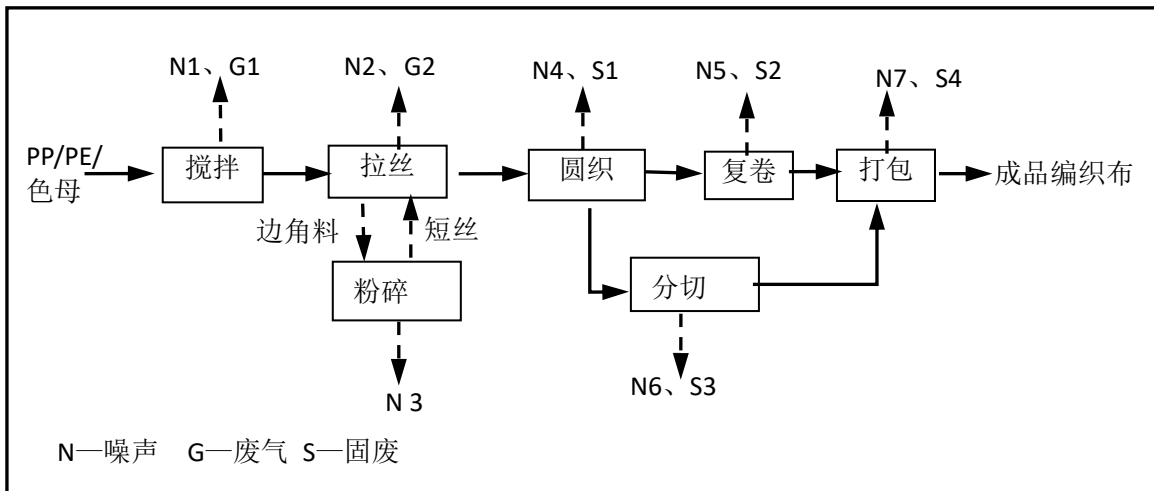 N1、G1
N2、G2
N4、S1
N5、S2
N7、S4
PP/PE/
色母
搅拌
拉丝
圆织
复卷
打包
成品编织布
边角料
短丝
粉碎
分切
N 3
N6、S3
N—噪声 G—废气 S—固废